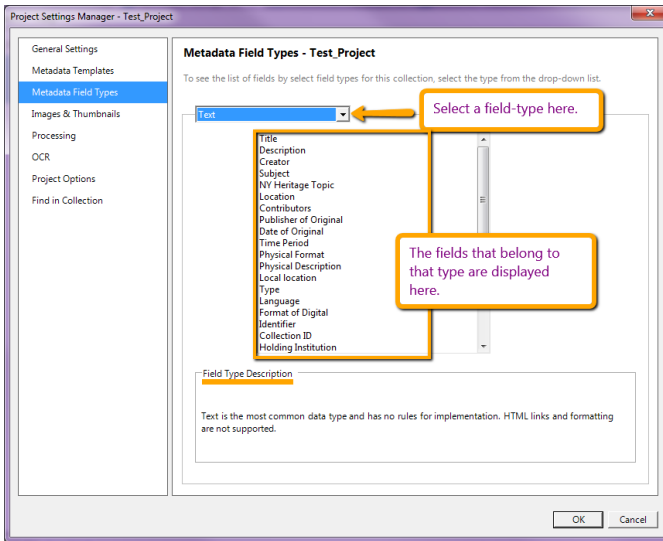 Project Settings Manager - Test_Project
General Settings
Metadata Templates
Metadata Field Types
Images & Thumbnails
Processing
OCR
Project Options
Find in Collection
Metadata Field Types - Test_Project
To see the list of fields by select field types for this collection, select the type from the drop-down list.
Text
Select a field-type here.
Title
Description
Creator
Subject
NY Heritage Topic
Location
Contributors
Publisher of Original
Date of Original
Time Period
Physical Format
Physical Description
Local location
Type
Language
Format of Digital
Identifier
Collection ID
Holding Institution
The fields that belong to
that type are displayed
here.
Field Type Description
Text is the most common data type and has no rules for implementation. HTML links and formatting
are not supported.
OK
Cancel